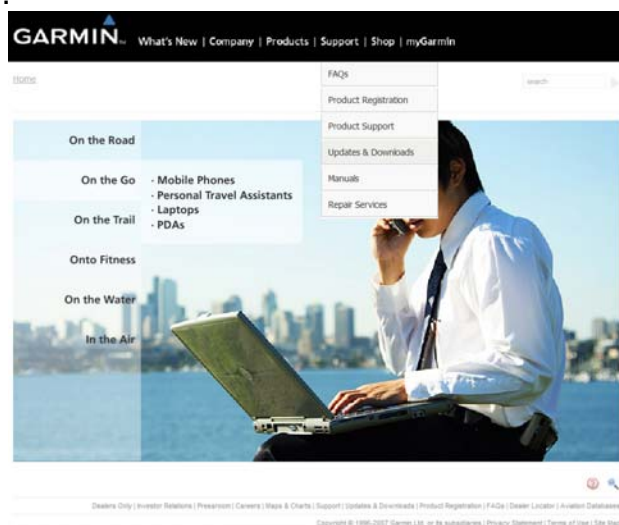 .
GARMIN™ What's New | Company | Products | Support | Shop | myGarmin
Home
search
FAQs
Product Registration
Product Support
Updates & Downloads
Manuals
Repair Services
On the Road
On the Go
· Mobile Phones
· Personal Travel Assistants
· Laptops
· PDAs
On the Trail
Onto Fitness
On the Water
In the Air
Dealers Only | Investor Relations | Pressroom | Careers | Maps & Charts | Support | Updates & Downloads | Product Registration | FAQs | Dealer Locator | Aviation Databases
Copyright © 1996-2007 Garmin Ltd. or its subsidiaries | Privacy Statement | Terms of Use | Site Map